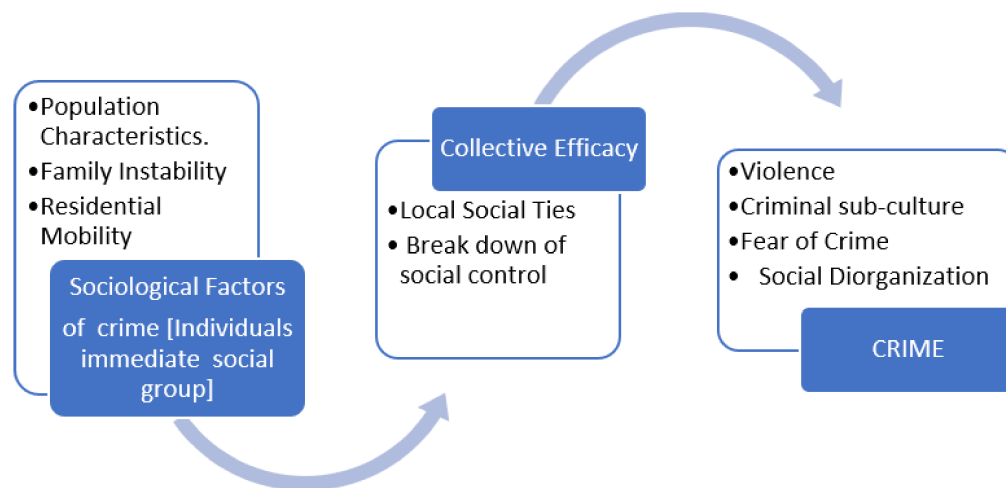 •Population
Characteristics.
•Family Instability
•Residential
Mobility
Sociological Factors
of crime [Individuals
immediate social
group]
Collective Efficacy
•Local Social Ties
• Break down of
social control
•Violence
•Criminal sub-culture
•Fear of Crime
• Social Diorganization
CRIME